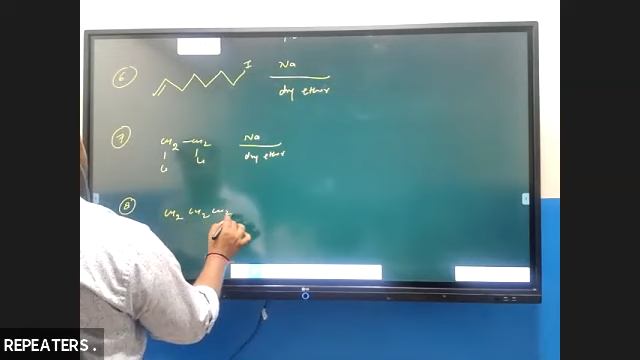 6 I Na
dry ether
7 CH2 - CH2 Na
dry ether
8 CH2 CH2 CH2
REPEATERS.